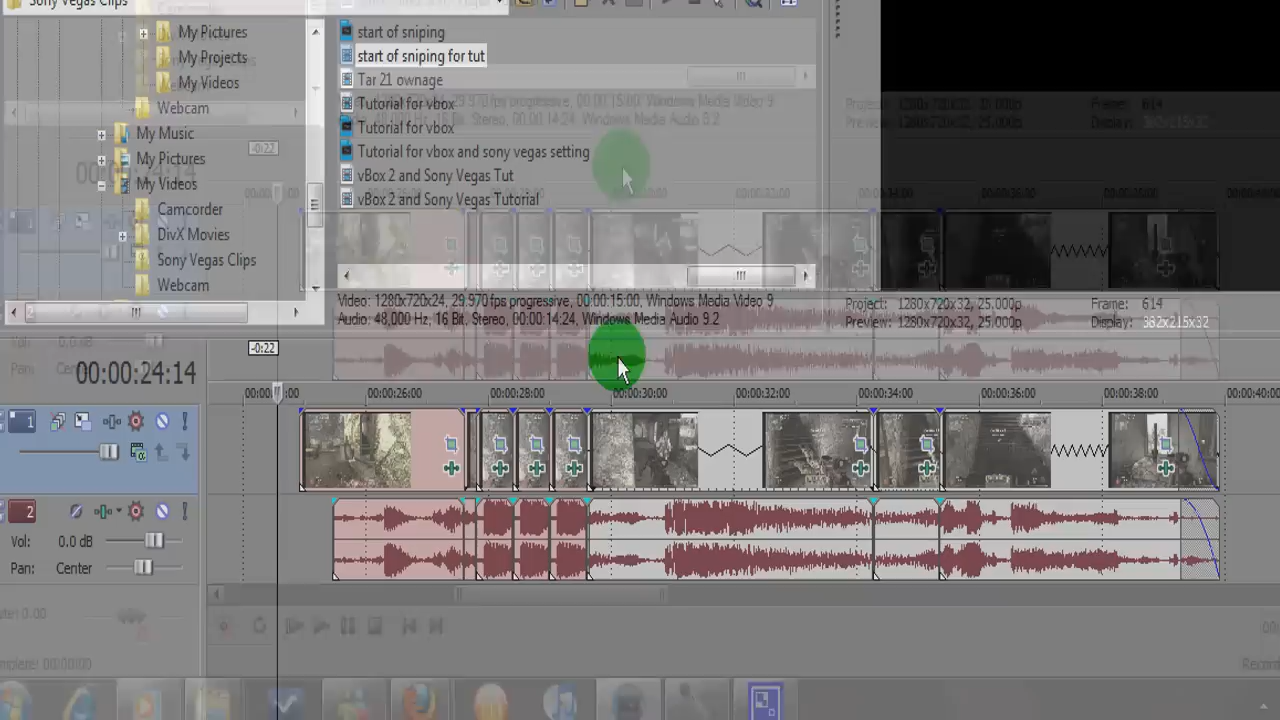 Sony Vegas Clips
My Pictures
My Projects
My Videos
Webcam
My Music
My Pictures
My Videos
Camcorder
DivX Movies
Sony Vegas Clips
Webcam
start of sniping
start of sniping for tut
Tar 21 ownage
Tutorial for vbox
Tutorial for vbox
Tutorial for vbox and sony vegas setting
vBox 2 and Sony Vegas Tut
vBox 2 and Sony Vegas Tutorial
Video: 1280x720x24, 29.970 fps progressive, 00:00:15:00, Windows Media Video 9
Audio: 48,000 Hz, 16 Bit, Stereo, 00:00:14:24, Windows Media Audio 9.2
Project: 1280x720x32, 25.000p
Preview: 1280x720x32, 25.000p
Frame: 614
Display: 382x215x32
-0:22
00:00:24:14
00:00:26:00
00:00:28:00
00:00:30:00
00:00:32:00
00:00:34:00
00:00:36:00
00:00:38:00
00:00:40:00
1
2
Vol: 0.0 dB
Pan: Center